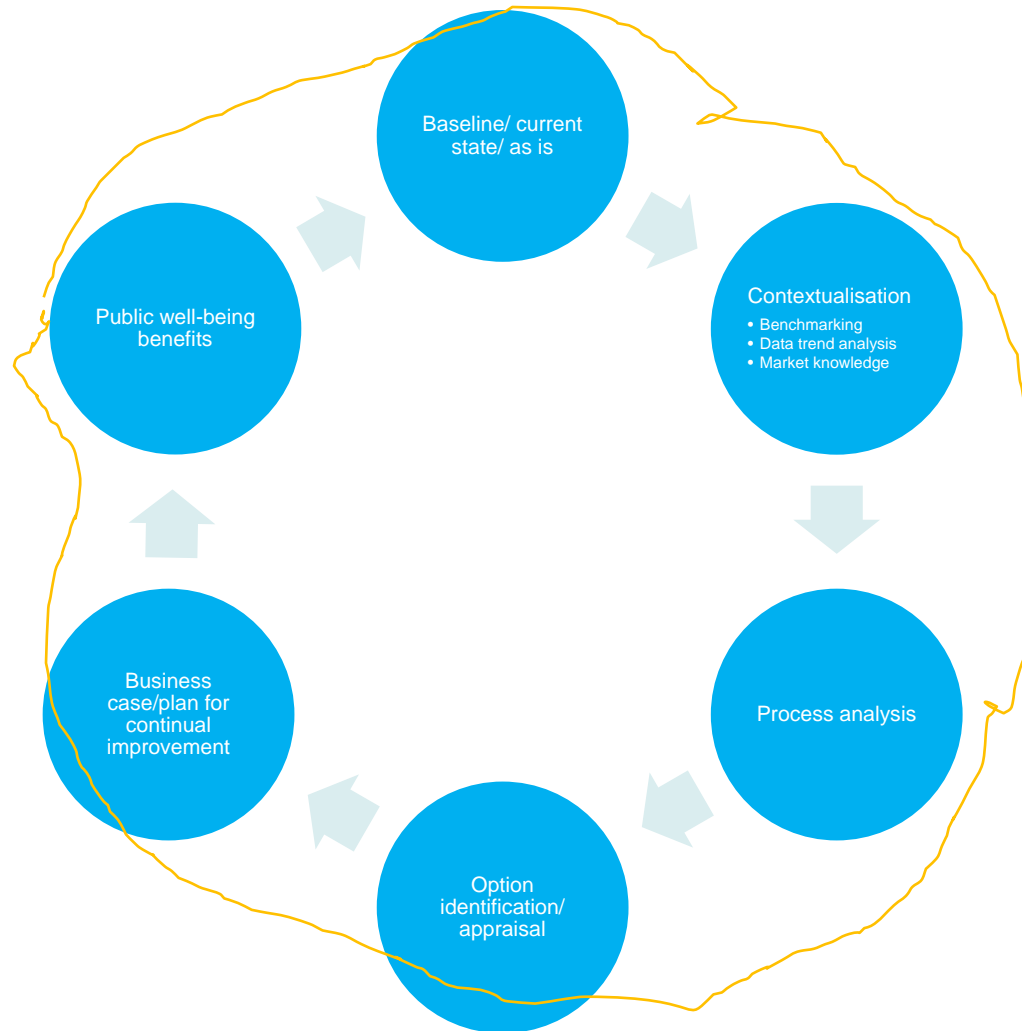 Baseline/ current
state/ as is
Contextualisation
• Benchmarking
• Data trend analysis
• Market knowledge
Process analysis
Option
identification/
appraisal
Business
case/plan for
continual
improvement
Public well-being
benefits